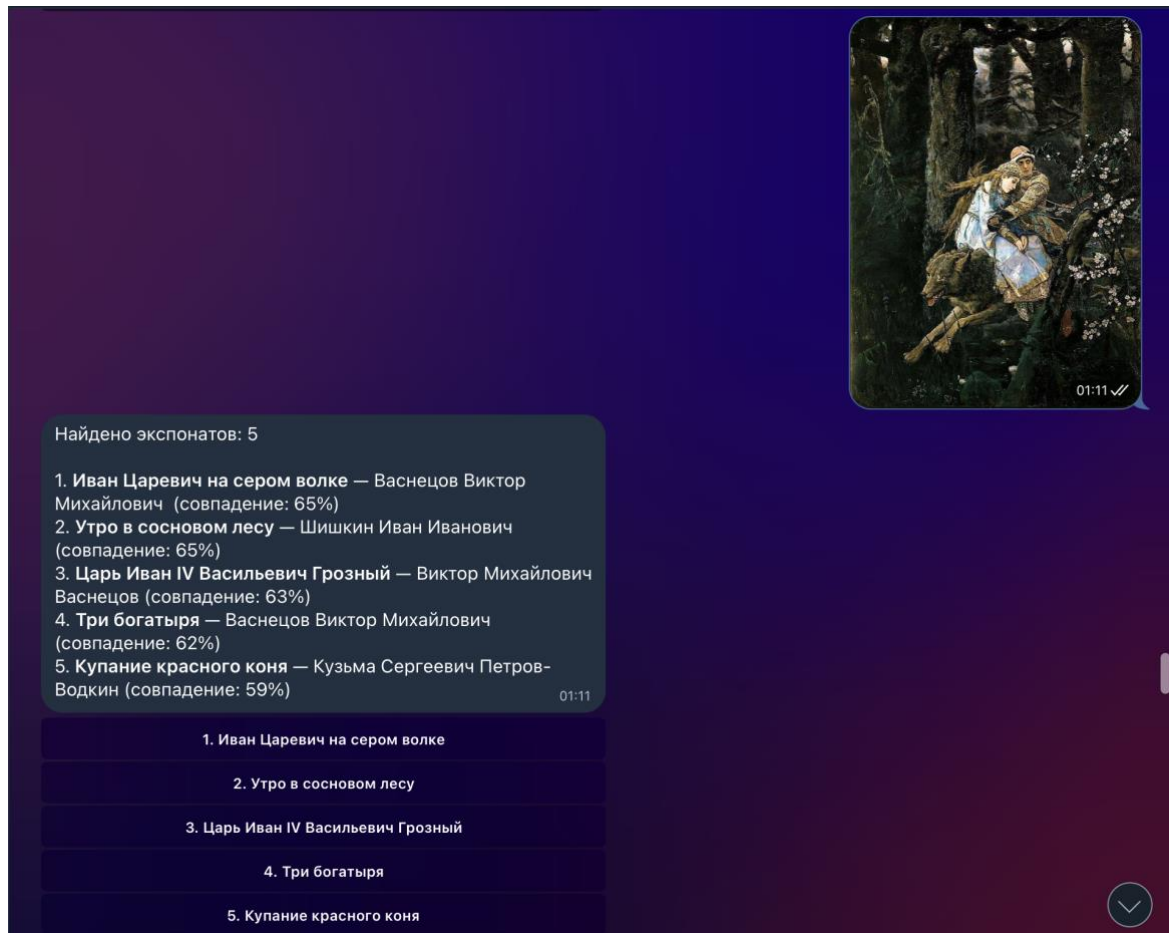 01:11
Найдено экспонатов: 5
1. Иван Царевич на сером волке — Васнецов Виктор
Михайлович (совпадение: 65%)
2. Утро в сосновом лесу — Шишкин Иван Иванович
(совпадение: 65%)
3. Царь Иван IV Васильевич Грозный — Виктор Михайлович
Васнецов (совпадение: 63%)
4. Три богатыря — Васнецов Виктор Михайлович
(совпадение: 62%)
5. Купание красного коня — Кузьма Сергеевич Петров-
Водкин (совпадение: 59%)
01:11
1. Иван Царевич на сером волке
2. Утро в сосновом лесу
3. Царь Иван IV Васильевич Грозный
4. Три богатыря
5. Купание красного коня